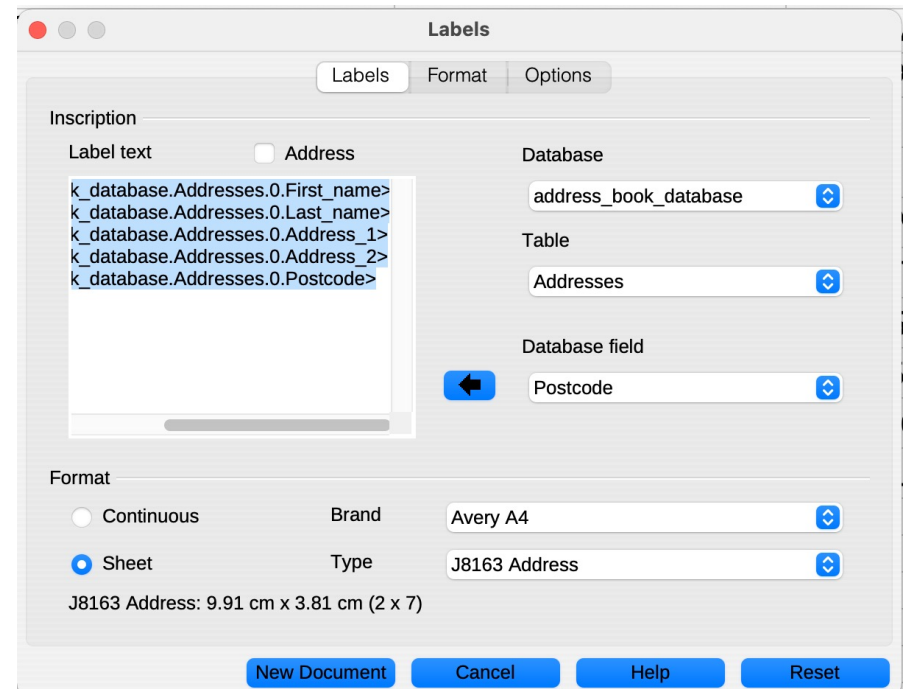 Labels
Labels Format Options
Inscription
Label text Address Database
k_database.Addresses.0.First_name>
k_database.Addresses.0.Last_name>
k_database.Addresses.0.Address_1>
k_database.Addresses.0.Address_2>
k_database.Addresses.0.Postcode>
address_book_database
Table
Addresses
Database field
Postcode
Format
Continuous Brand Avery A4
Sheet Type J8163 Address
J8163 Address: 9.91 cm x 3.81 cm (2 x 7)
New Document Cancel Help Reset